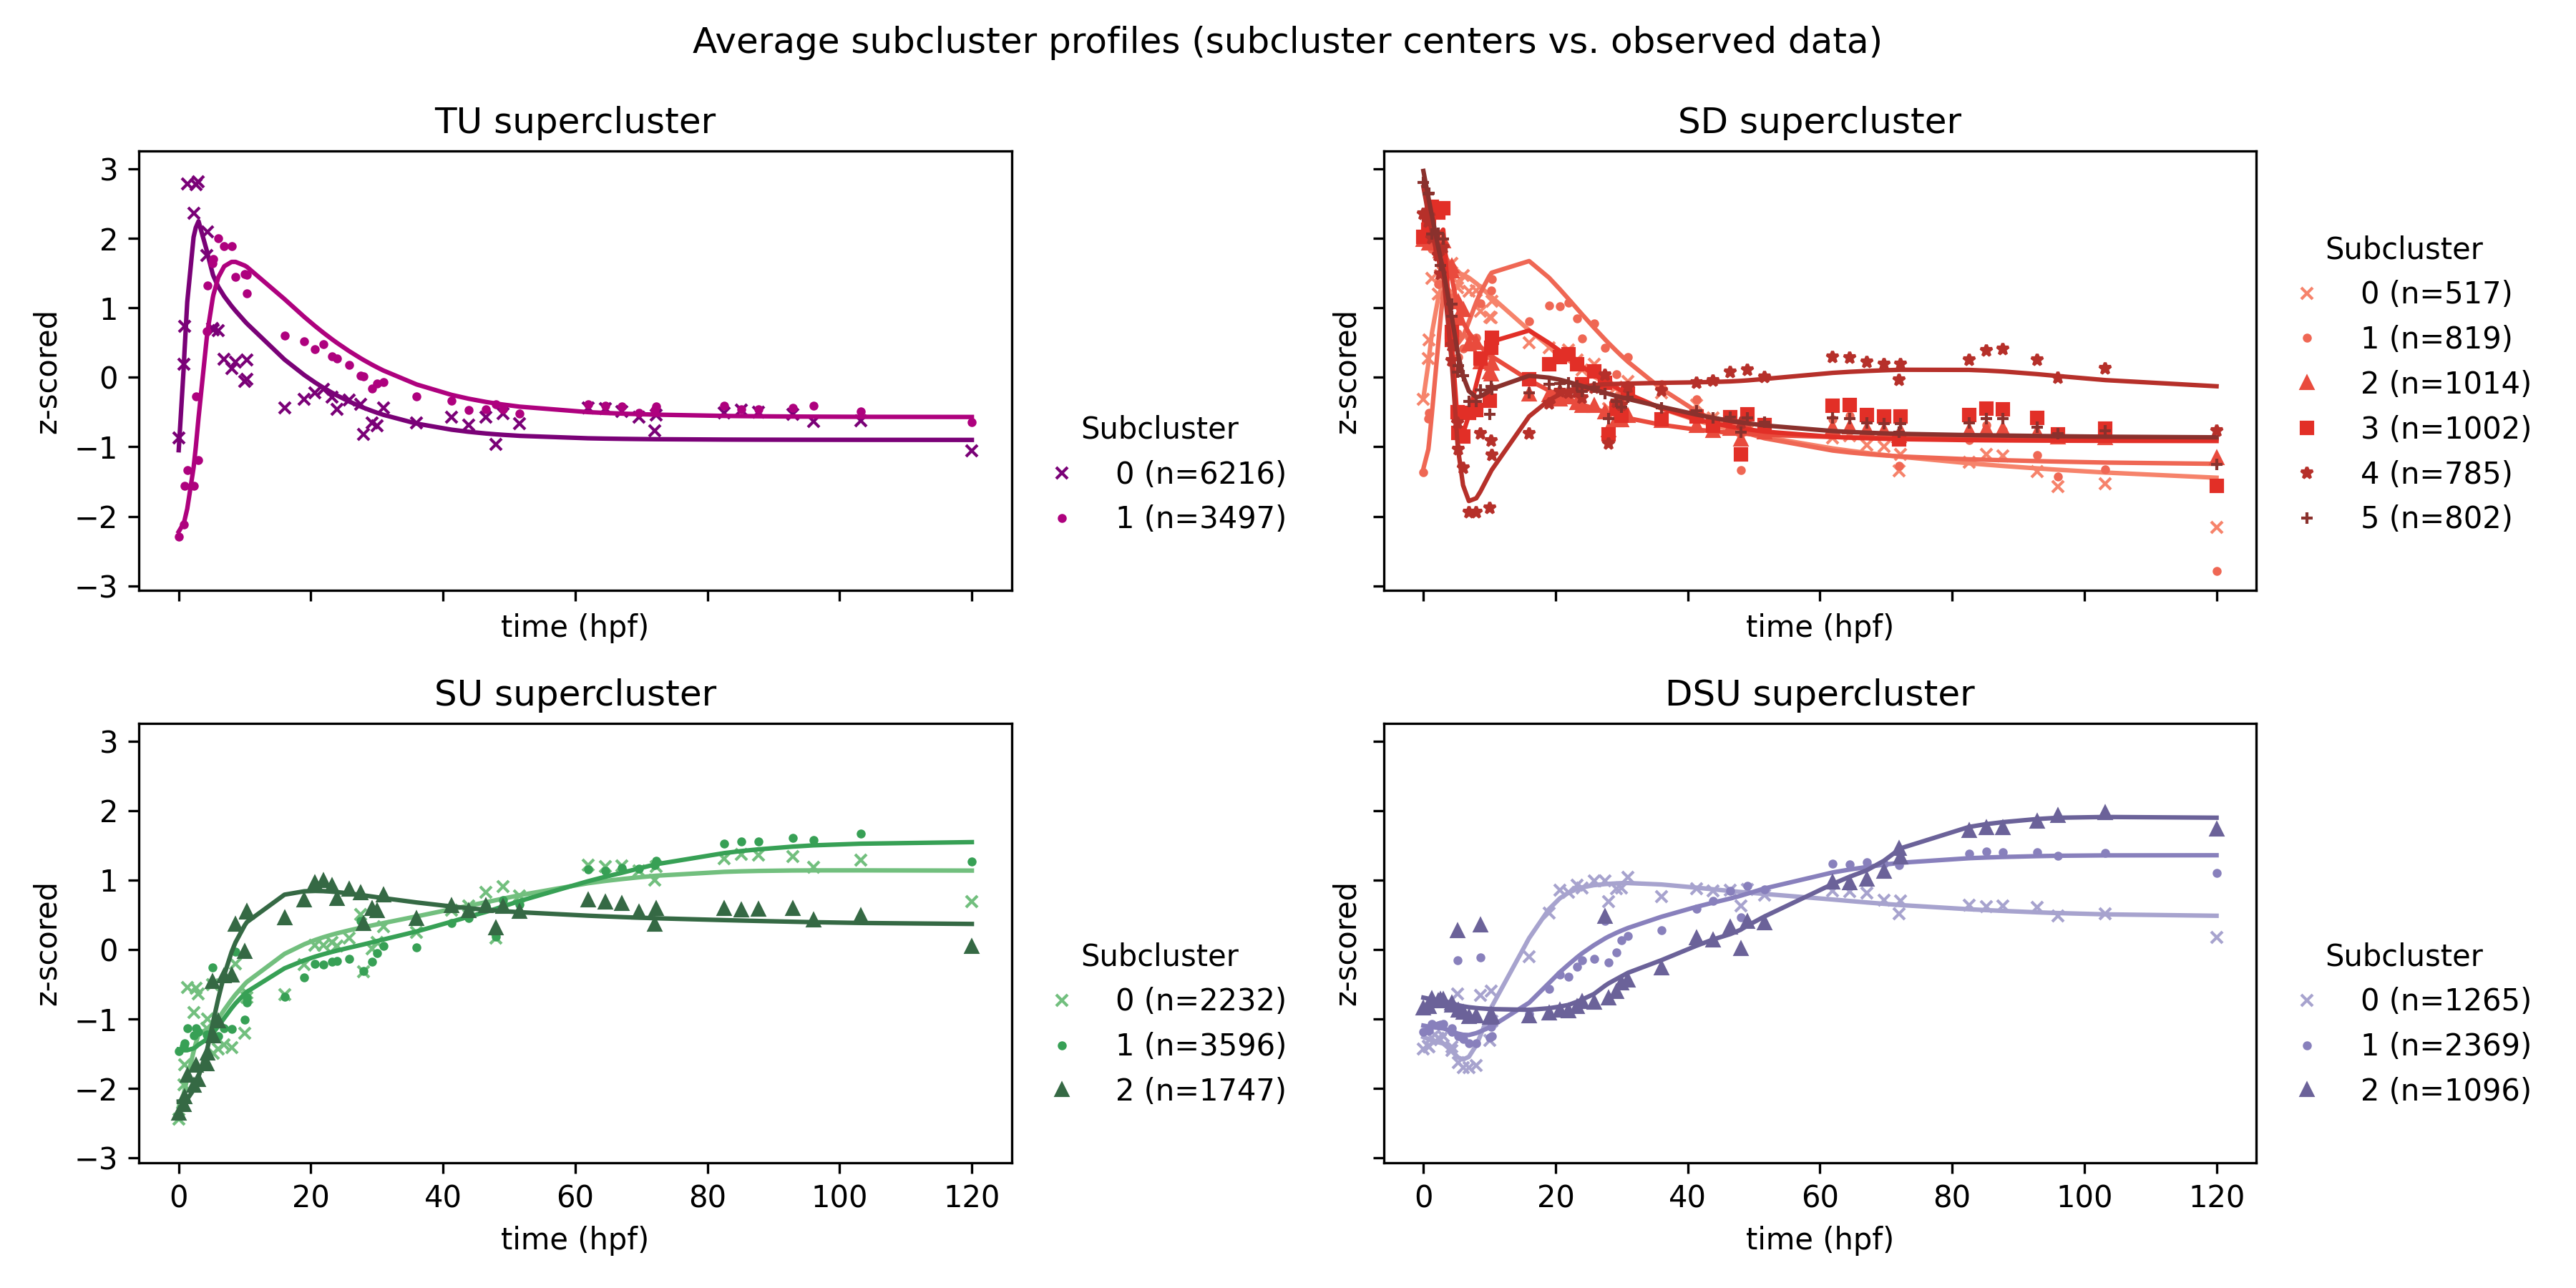 Average subcluster profiles (subcluster centers vs. observed data)
TU supercluster
3
2
1
0
−1
−2
−3
z-scored
time (hpf)
Subcluster
0 (n=6216)
1 (n=3497)
SD supercluster
z-scored
time (hpf)
Subcluster
0 (n=517)
1 (n=819)
2 (n=1014)
3 (n=1002)
4 (n=785)
5 (n=802)
SU supercluster
3
2
1
0
−1
−2
−3
z-scored
0 20 40 60 80 100 120
time (hpf)
Subcluster
0 (n=2232)
1 (n=3596)
2 (n=1747)
DSU supercluster
z-scored
0 20 40 60 80 100 120
time (hpf)
Subcluster
0 (n=1265)
1 (n=2369)
2 (n=1096)